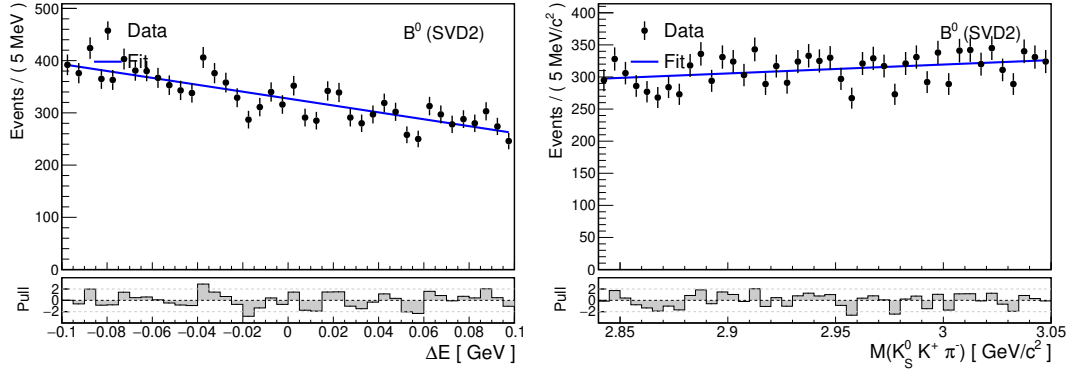 500
400
300
200
100
0
Events / ( 5 MeV )
Data
Fit
B⁰ (SVD2)
Pull
2
0
−2
−0.1 −0.08 −0.06 −0.04 −0.02 0 0.02 0.04 0.06 0.08 0.1
ΔE [ GeV ]
400
350
300
250
200
150
100
50
0
Events / ( 5 MeV/c² )
Data
Fit
B⁰ (SVD2)
Pull
2
0
−2
2.85 2.9 2.95 3 3.05
M(K⁰_S K⁺ π⁻) [ GeV/c² ]